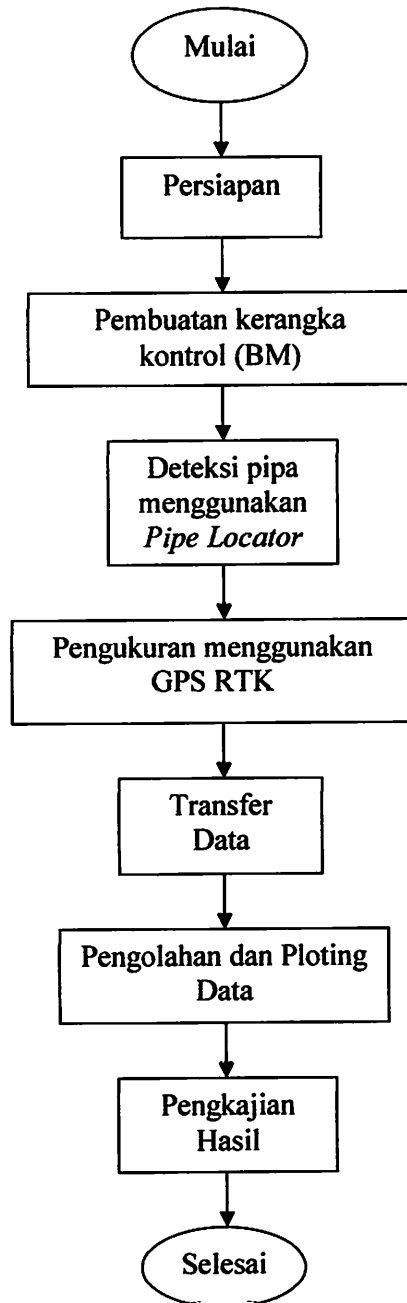 Mulai
Persiapan
Pembuatan kerangka
kontrol (BM)
Deteksi pipa
menggunakan
Pipe Locator
Pengukuran menggunakan
GPS RTK
Transfer
Data
Pengolahan dan Ploting
Data
Pengkajian
Hasil
Selesai